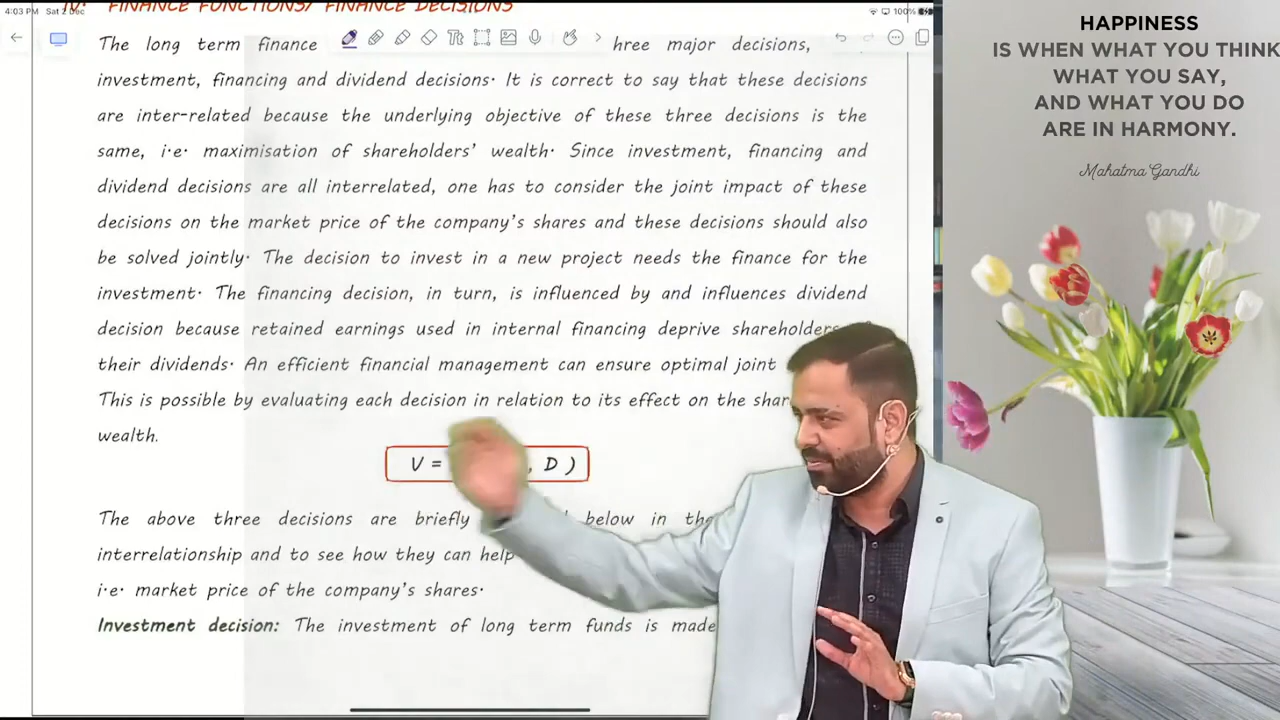 4:03 PM Sat 2 Dec
100%
IV. FINANCE FUNCTIONS/ FINANCE DECISIONS
The long term finance hree major decisions,
investment, financing and dividend decisions. It is correct to say that these decisions
are inter-related because the underlying objective of these three decisions is the
same, i.e. maximisation of shareholders' wealth. Since investment, financing and
dividend decisions are all interrelated, one has to consider the joint impact of these
decisions on the market price of the company's shares and these decisions should also
be solved jointly. The decision to invest in a new project needs the finance for the
investment. The financing decision, in turn, is influenced by and influences dividend
decision because retained earnings used in internal financing deprive shareholders
their dividends. An efficient financial management can ensure optimal joint
This is possible by evaluating each decision in relation to its effect on the shar
wealth.
V = , D )
The above three decisions are briefly below in the
interrelationship and to see how they can help
i.e. market price of the company's shares.
Investment decision: The investment of long term funds is made
HAPPINESS
IS WHEN WHAT YOU THINK
WHAT YOU SAY,
AND WHAT YOU DO
ARE IN HARMONY.
Mahatma Gandhi